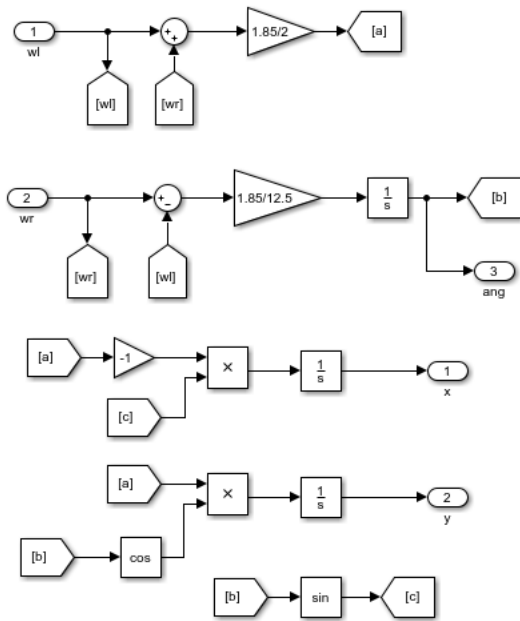 1
wl
+
+
1.85/2
[a]
[wl]
[wr]
2
wr
+
−
1.85/12.5
1
s
[b]
[wr]
[wl]
3
ang
[a]
-1
×
1
s
1
x
[c]
[a]
×
1
s
2
y
[b]
cos
[b]
sin
[c]